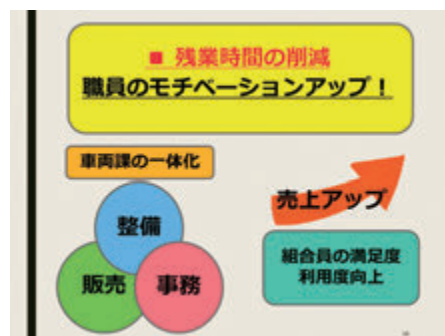 ■ 残業時間の削減
職員のモチベーションアップ！
車両課の一体化
整備
販売
事務
売上アップ
組合員の満足度
利用度向上